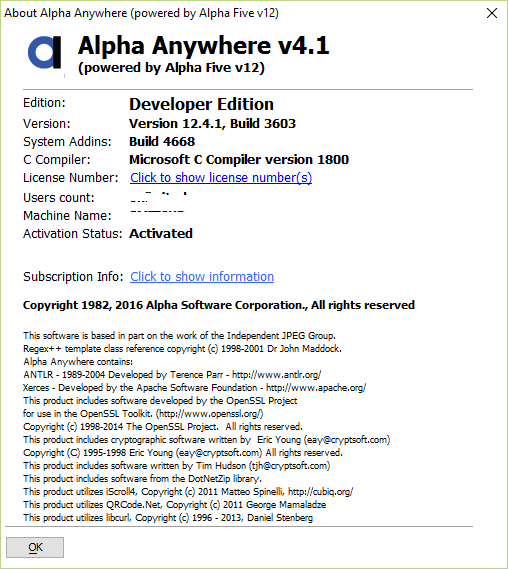 About Alpha Anywhere (powered by Alpha Five v12)
Alpha Anywhere v4.1
(powered by Alpha Five v12)
Edition: Developer Edition
Version: Version 12.4.1, Build 3603
System Addins: Build 4668
C Compiler: Microsoft C Compiler version 1800
License Number: Click to show license number(s)
Users count:
Machine Name:
Activation Status: Activated
Subscription Info: Click to show information
Copyright 1982, 2016 Alpha Software Corporation., All rights reserved
This software is based in part on the work of the Independent JPEG Group.
Regex++ template class reference copyright (c) 1998-2001 Dr John Maddock.
Alpha Anywhere contains:
ANTLR - 1989-2004 Developed by Terence Parr - http://www.antlr.org/
Xerces - Developed by the Apache Software Foundation - http://www.apache.org/
This product includes software developed by the OpenSSL Project
for use in the OpenSSL Toolkit. (http://www.openssl.org/)
Copyright (c) 1998-2014 The OpenSSL Project.  All rights reserved.
This product includes cryptographic software written by  Eric Young (eay@cryptsoft.com)
Copyright (C) 1995-1998 Eric Young (eay@cryptsoft.com) All rights reserved.
This product includes software written by Tim Hudson (tjh@cryptsoft.com)
This product includes software from the DotNetZip library.
This product utilizes iScroll4, Copyright (c) 2011 Matteo Spinelli, http://cubiq.org/
This product utilizes QRCode.Net, Copyright (c) 2011 George Mamaladze
This product utilizes libcurl, Copyright (c) 1996 - 2013, Daniel Stenberg
OK